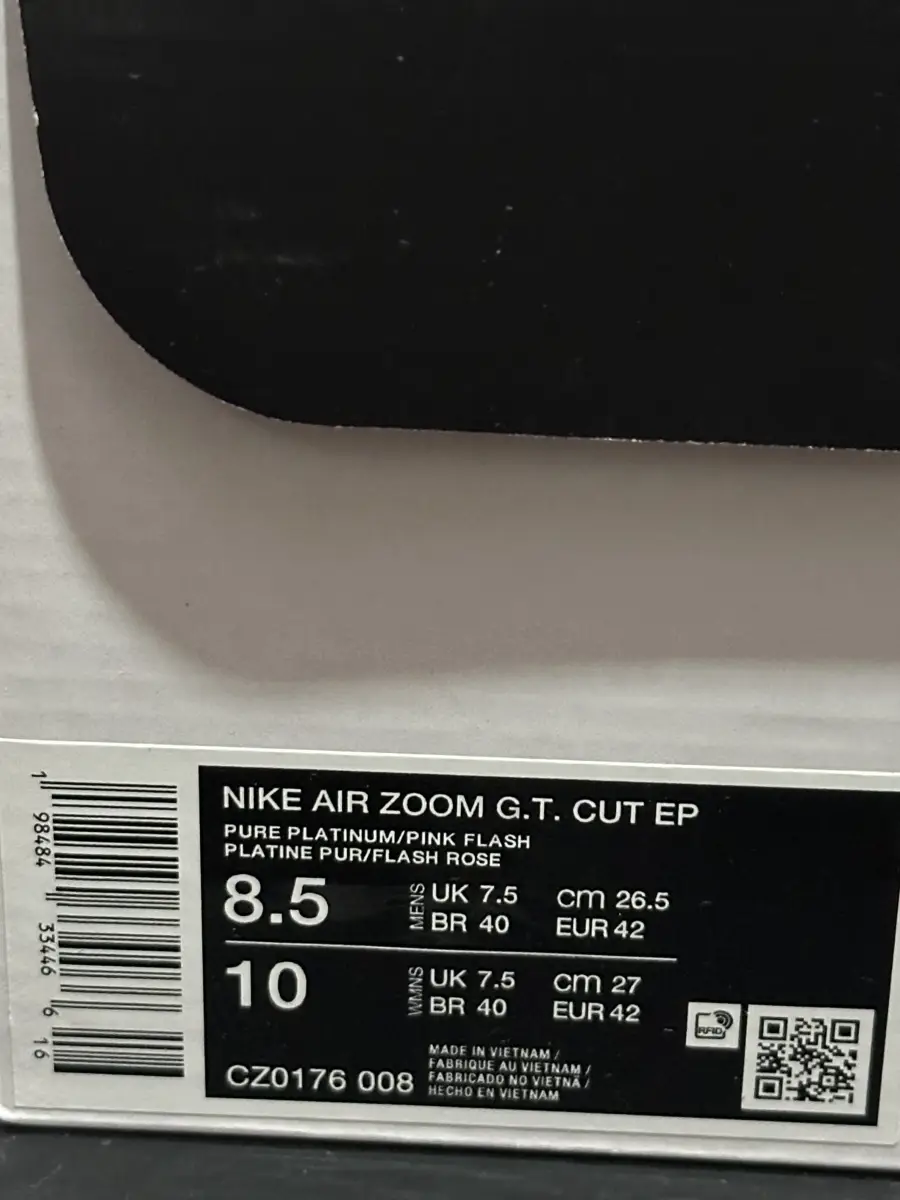 NIKE AIR ZOOM G.T. CUT EP
PURE PLATINUM/PINK FLASH
PLATINE PUR/FLASH ROSE
8.5 MENS UK 7.5 CM 26.5
BR 40 EUR 42
10 WMNS UK 7.5 CM 27
BR 40 EUR 42
CZ0176 008
MADE IN VIETNAM /
FABRIQUE AU VIETNAM /
FABRICADO NO VIETNÃ /
HECHO EN VIETNAM
RFID
1 98484 33446 6 16